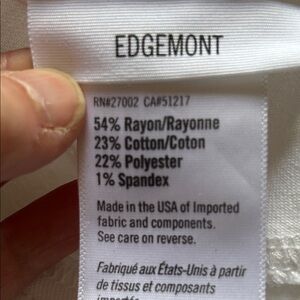 EDGEMONT
RN#27002 CA#51217
54% Rayon/Rayonne
23% Cotton/Coton
22% Polyester
1% Spandex
Made in the USA of Imported
fabric and components.
See care on reverse.
Fabriqué aux États-Unis à partir
de tissus et composants